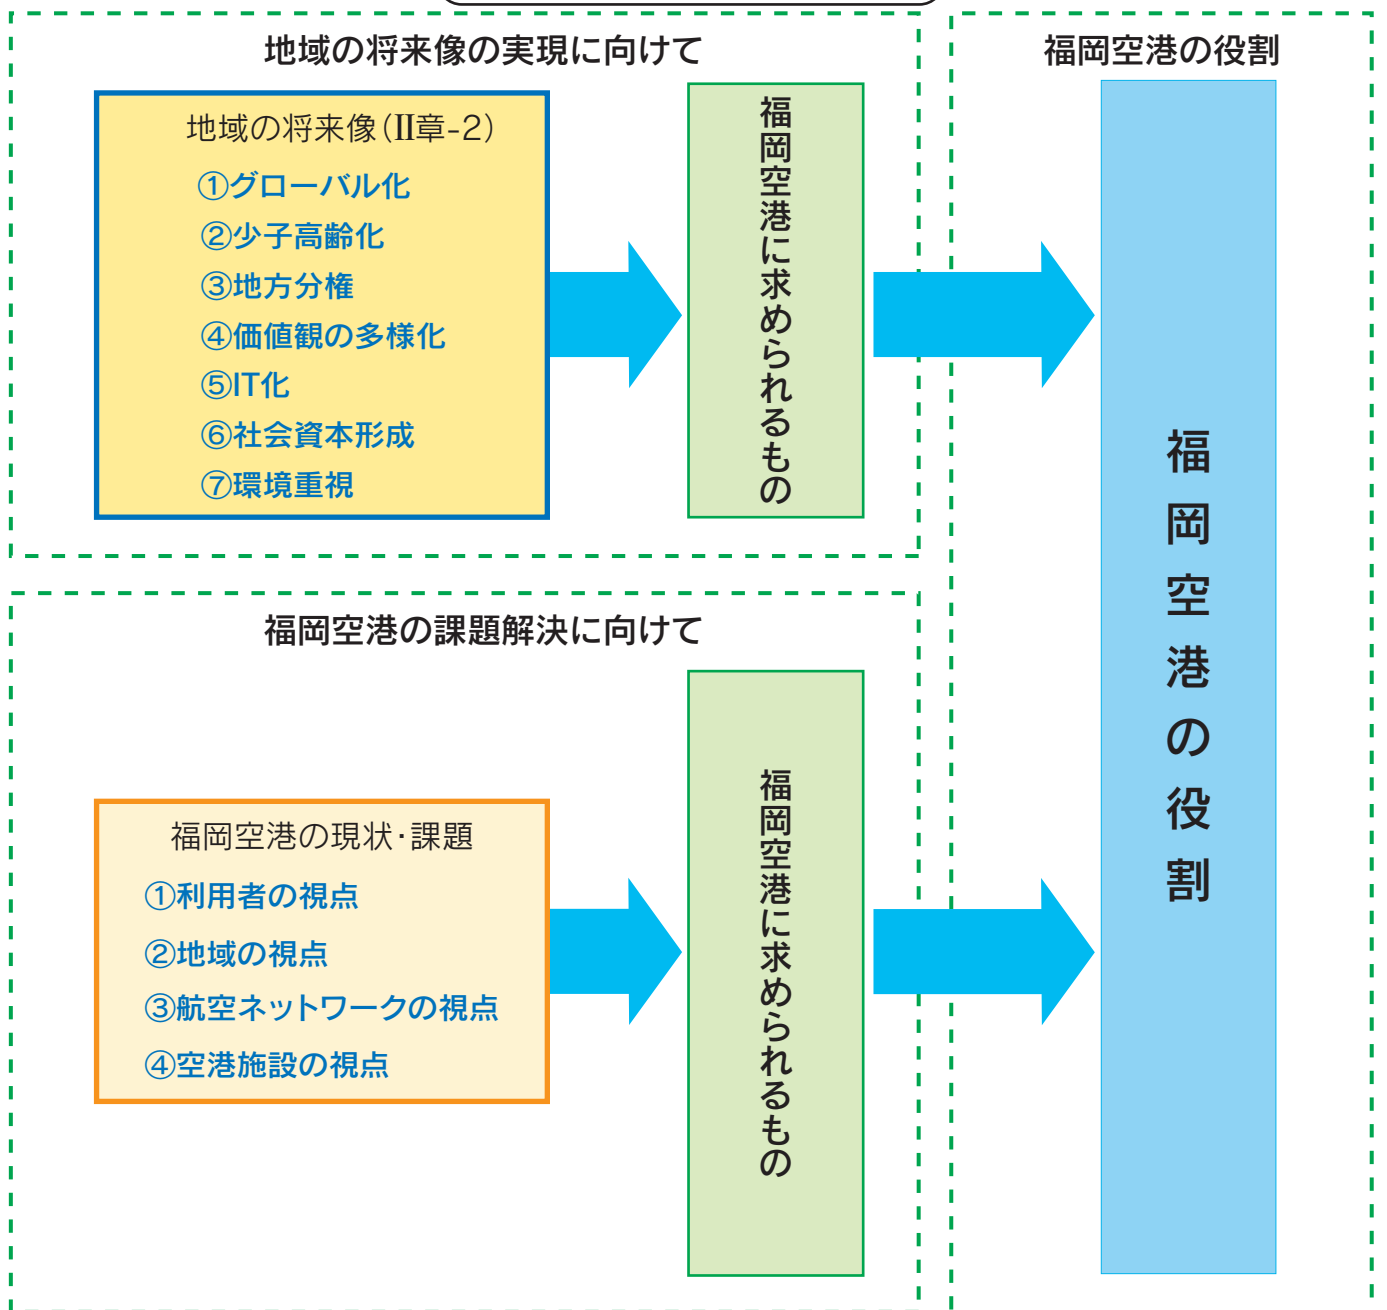 地域の将来像の実現に向けて
地域の将来像(Ⅱ章-2)
①グローバル化
②少子高齢化
③地方分権
④価値観の多様化
⑤IT化
⑥社会資本形成
⑦環境重視
福岡空港に求められるもの
福岡空港の課題解決に向けて
福岡空港の現状・課題
①利用者の視点
②地域の視点
③航空ネットワークの視点
④空港施設の視点
福岡空港に求められるもの
福岡空港の役割
福岡空港の役割